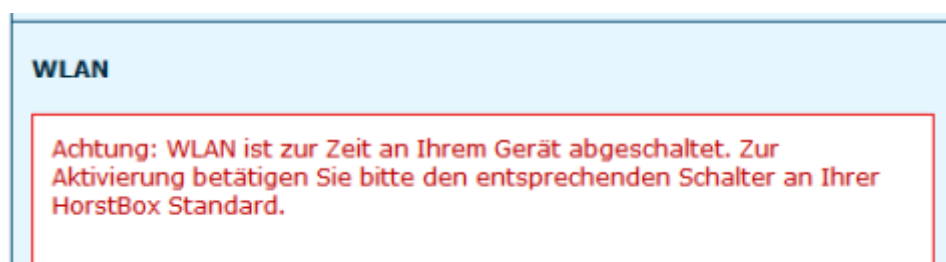 WLAN
Achtung: WLAN ist zur Zeit an Ihrem Gerät abgeschaltet. Zur
Aktivierung betätigen Sie bitte den entsprechenden Schalter an Ihrer
HorstBox Standard.